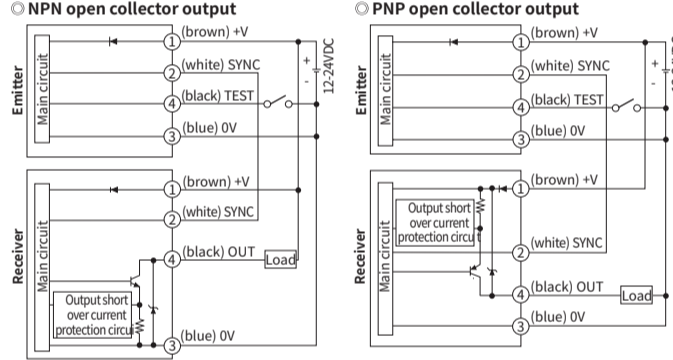 ◎ NPN open collector output
Emitter
Main circuit
① (brown) +V
② (white) SYNC
④ (black) TEST
③ (blue) 0V
+
-
12-24VDC
Receiver
Main circuit
① (brown) +V
② (white) SYNC
④ (black) OUT
Load
Output short
over current
protection circu
③ (blue) 0V
◎ PNP open collector output
Emitter
Main circuit
① (brown) +V
② (white) SYNC
④ (black) TEST
③ (blue) 0V
+
-
Receiver
Main circuit
① (brown) +V
Output short
over current
protection circu t
② (white) SYNC
④ (black) OUT
Load
③ (blue) 0V